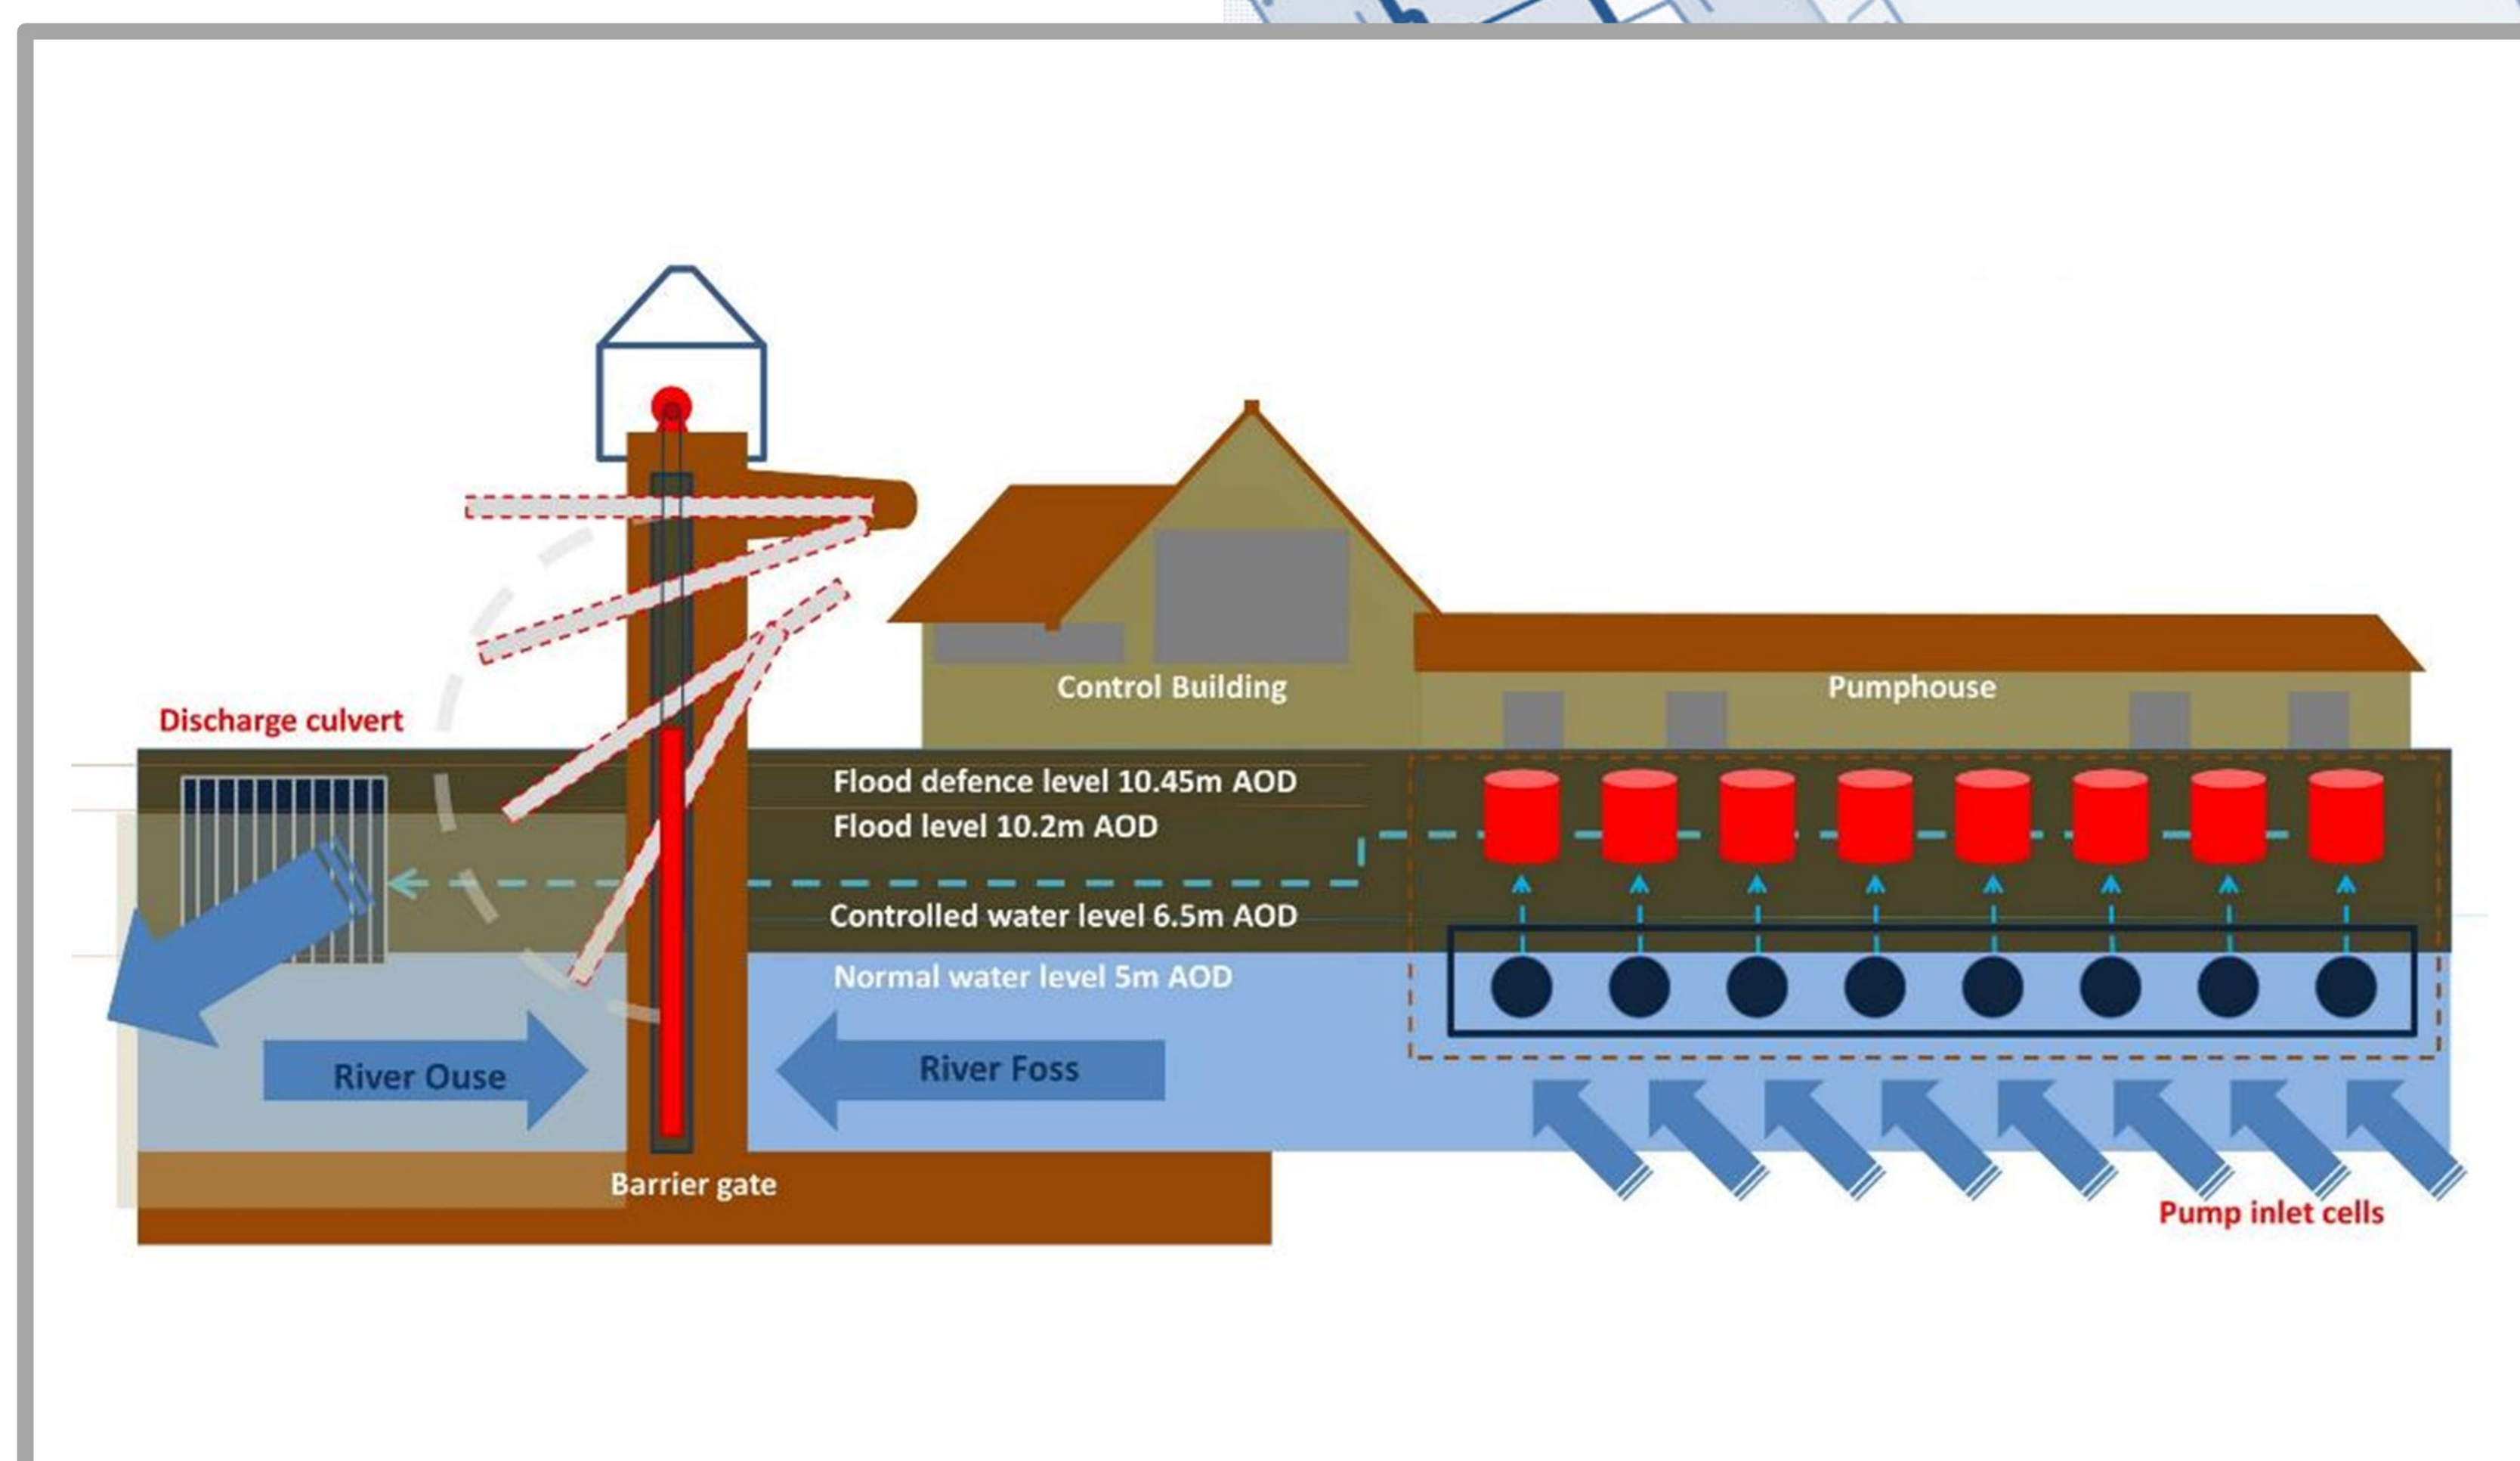 Control Building
Pumphouse
Discharge culvert
Flood defence level 10.45m AOD
Flood level 10.2m AOD
Controlled water level 6.5m AOD
Normal water level 5m AOD
River Ouse
River Foss
Barrier gate
Pump inlet cells